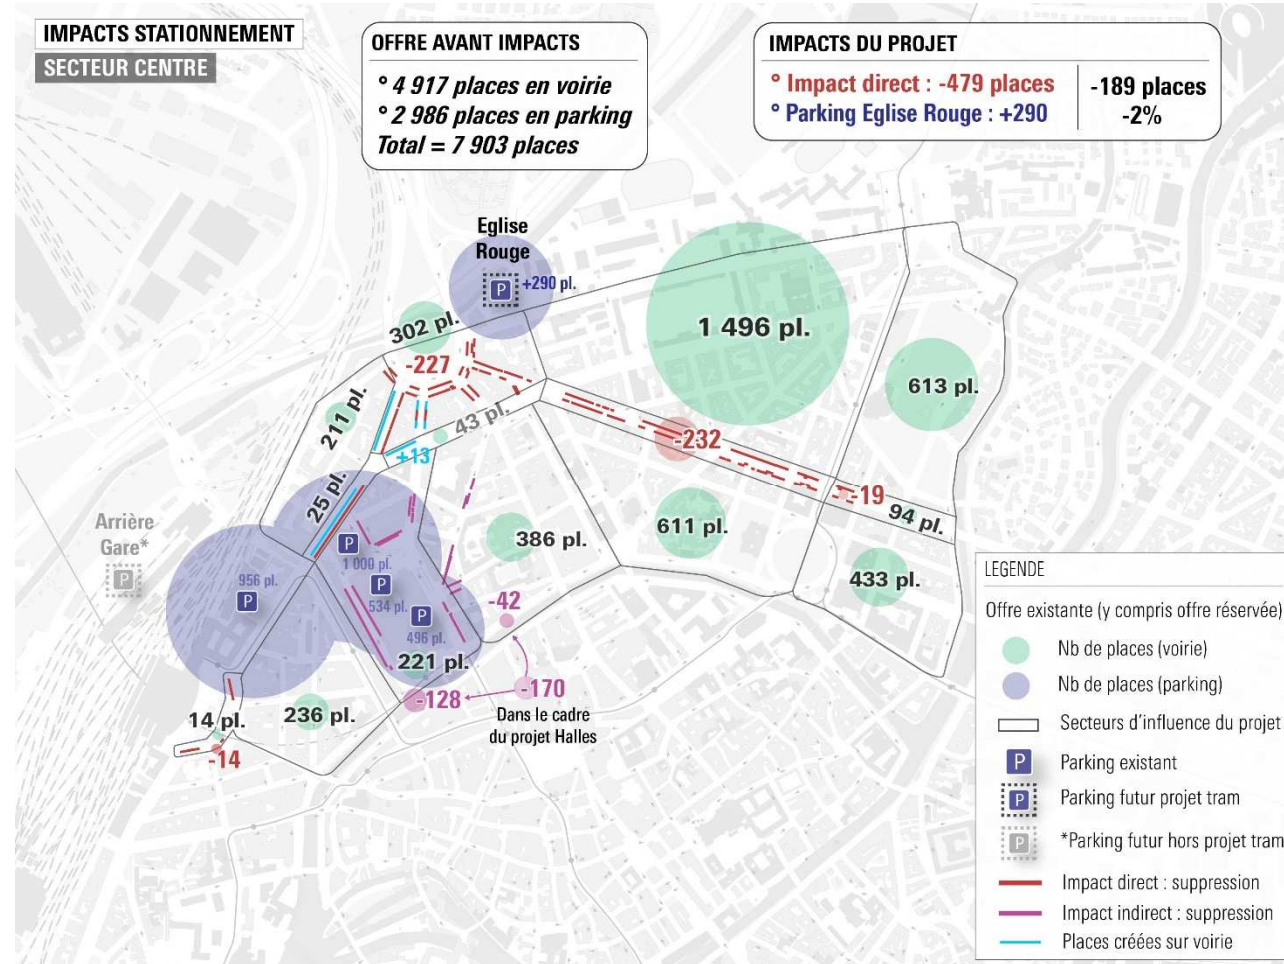 IMPACTS STATIONNEMENT
SECTEUR CENTRE
OFFRE AVANT IMPACTS
° 4 917 places en voirie
° 2 986 places en parking
Total = 7 903 places
IMPACTS DU PROJET
° Impact direct : -479 places
° Parking Eglise Rouge : +290
-189 places
-2%
Eglise
Rouge
P
+290 pl.
302 pl.
-227
1 496 pl.
613 pl.
211 pl.
43 pl.
+13
-232
-19
94 pl.
25 pl.
Arrière
Gare*
P
386 pl.
611 pl.
433 pl.
P
1 000 pl.
956 pl.
P
P
534 pl.
P
496 pl.
-42
221 pl.
-128
-170
Dans le cadre
du projet Halles
14 pl.
236 pl.
-14
LEGENDE
Offre existante (y compris offre réservée)
Nb de places (voirie)
Nb de places (parking)
Secteurs d'influence du projet
P
Parking existant
P
Parking futur projet tram
P
*Parking futur hors projet tram
Impact direct : suppression
Impact indirect : suppression
Places créées sur voirie